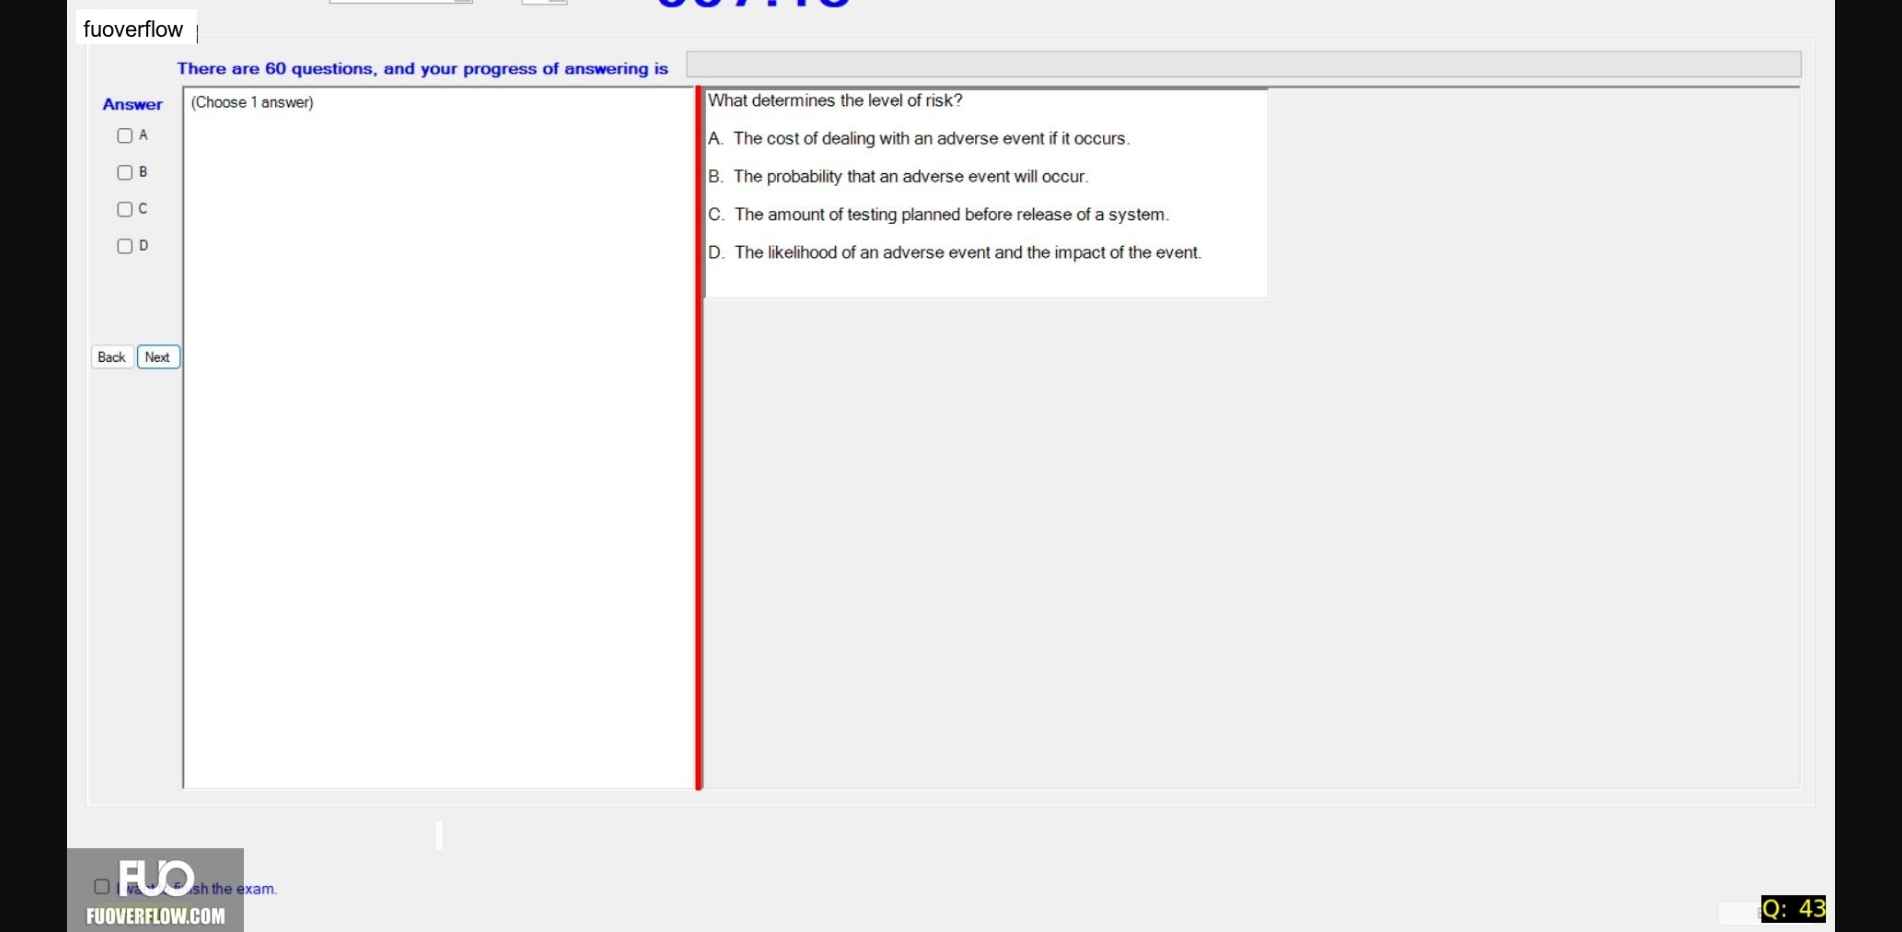 fuoverflow
There are 60 questions, and your progress of answering is
Answer
(Choose 1 answer)
A
B
C
D
Back Next
What determines the level of risk?
A. The cost of dealing with an adverse event if it occurs.
B. The probability that an adverse event will occur.
C. The amount of testing planned before release of a system.
D. The likelihood of an adverse event and the impact of the event.
FUO
the exam.
FUOVERFLOW.COM
Q: 43